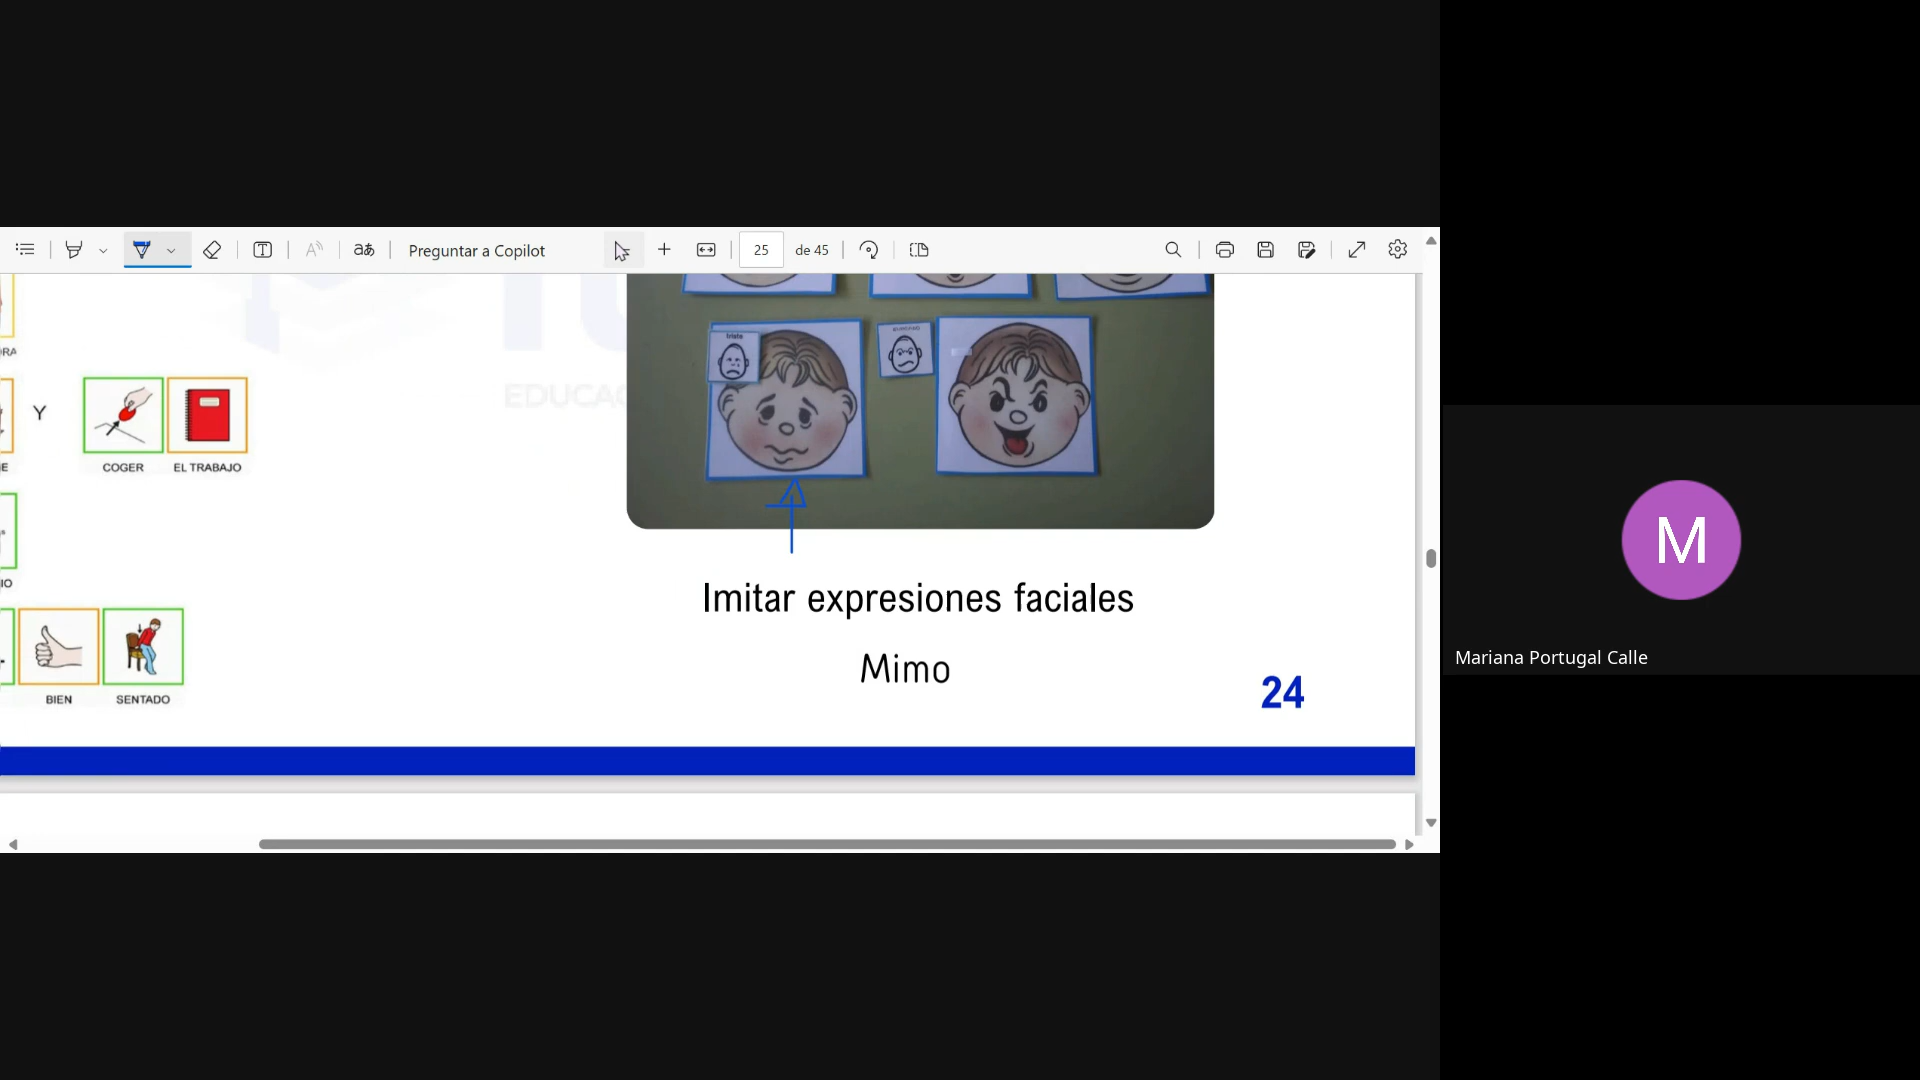 Preguntar a Copilot
25 de 45
EDUCAC
triste
Y
COGER
EL TRABAJO
BIEN
SENTADO
Imitar expresiones faciales
Mimo
24
M
Mariana Portugal Calle